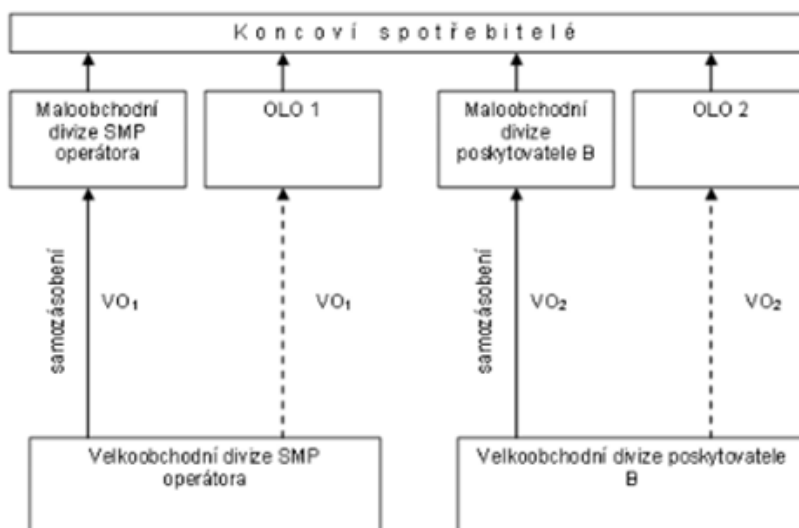 Koncoví spotřebitelé
Maloobchodní
divize SMP
operátora
OLO 1
Maloobchodní
divize
poskytovatele B
OLO 2
samozásobení
VO₁
VO₁
samozásobení
VO₂
VO₂
Velkoobchodní divize SMP
operátora
Velkoobchodní divize poskytovatele
B